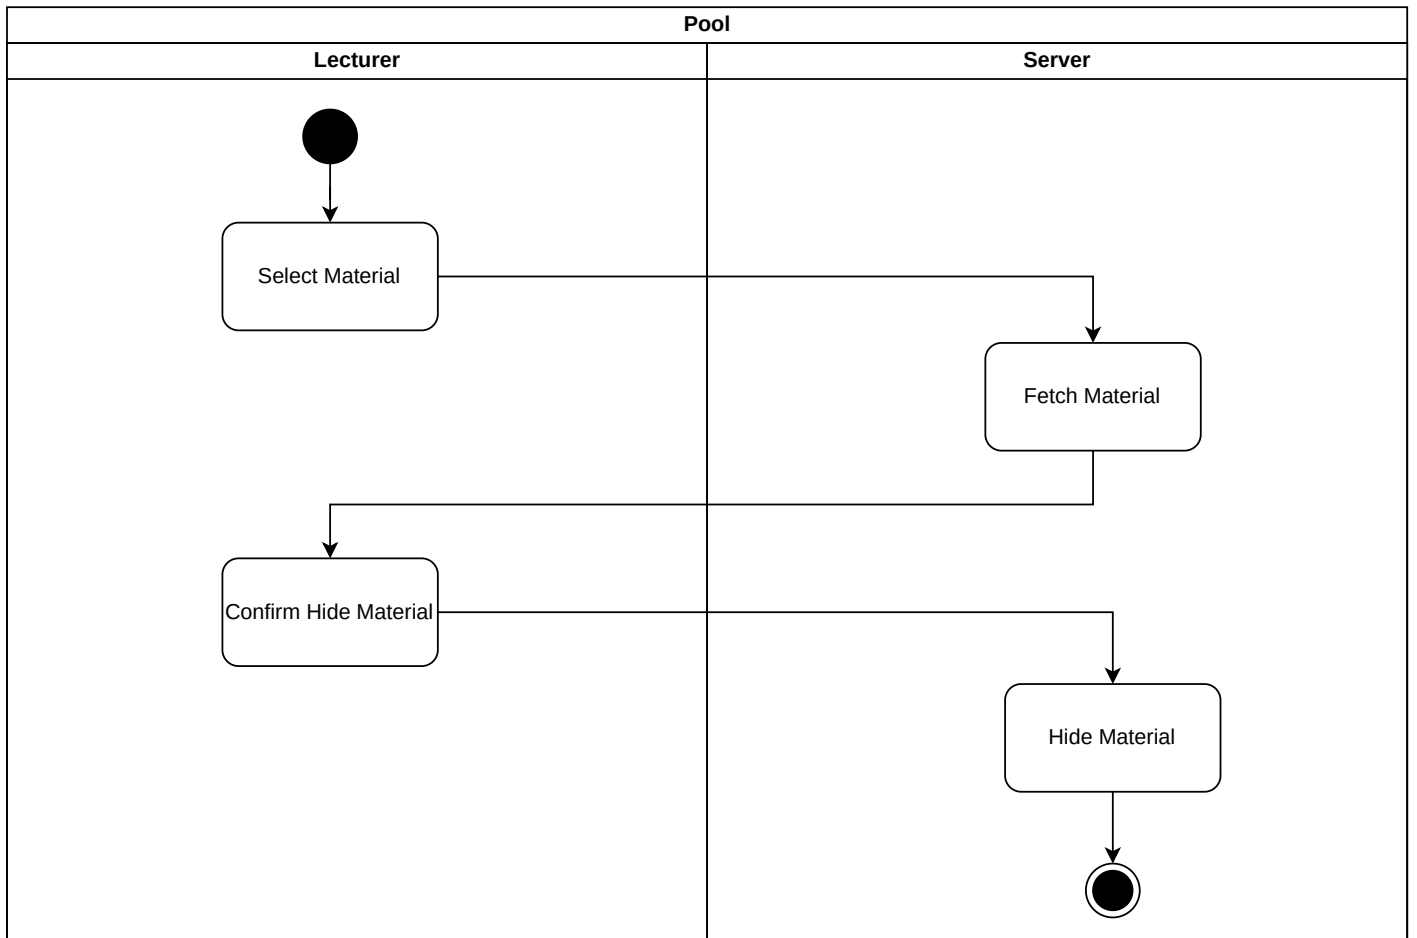 Pool
Lecturer
Server
Select Material
Fetch Material
Confirm Hide Material
Hide Material